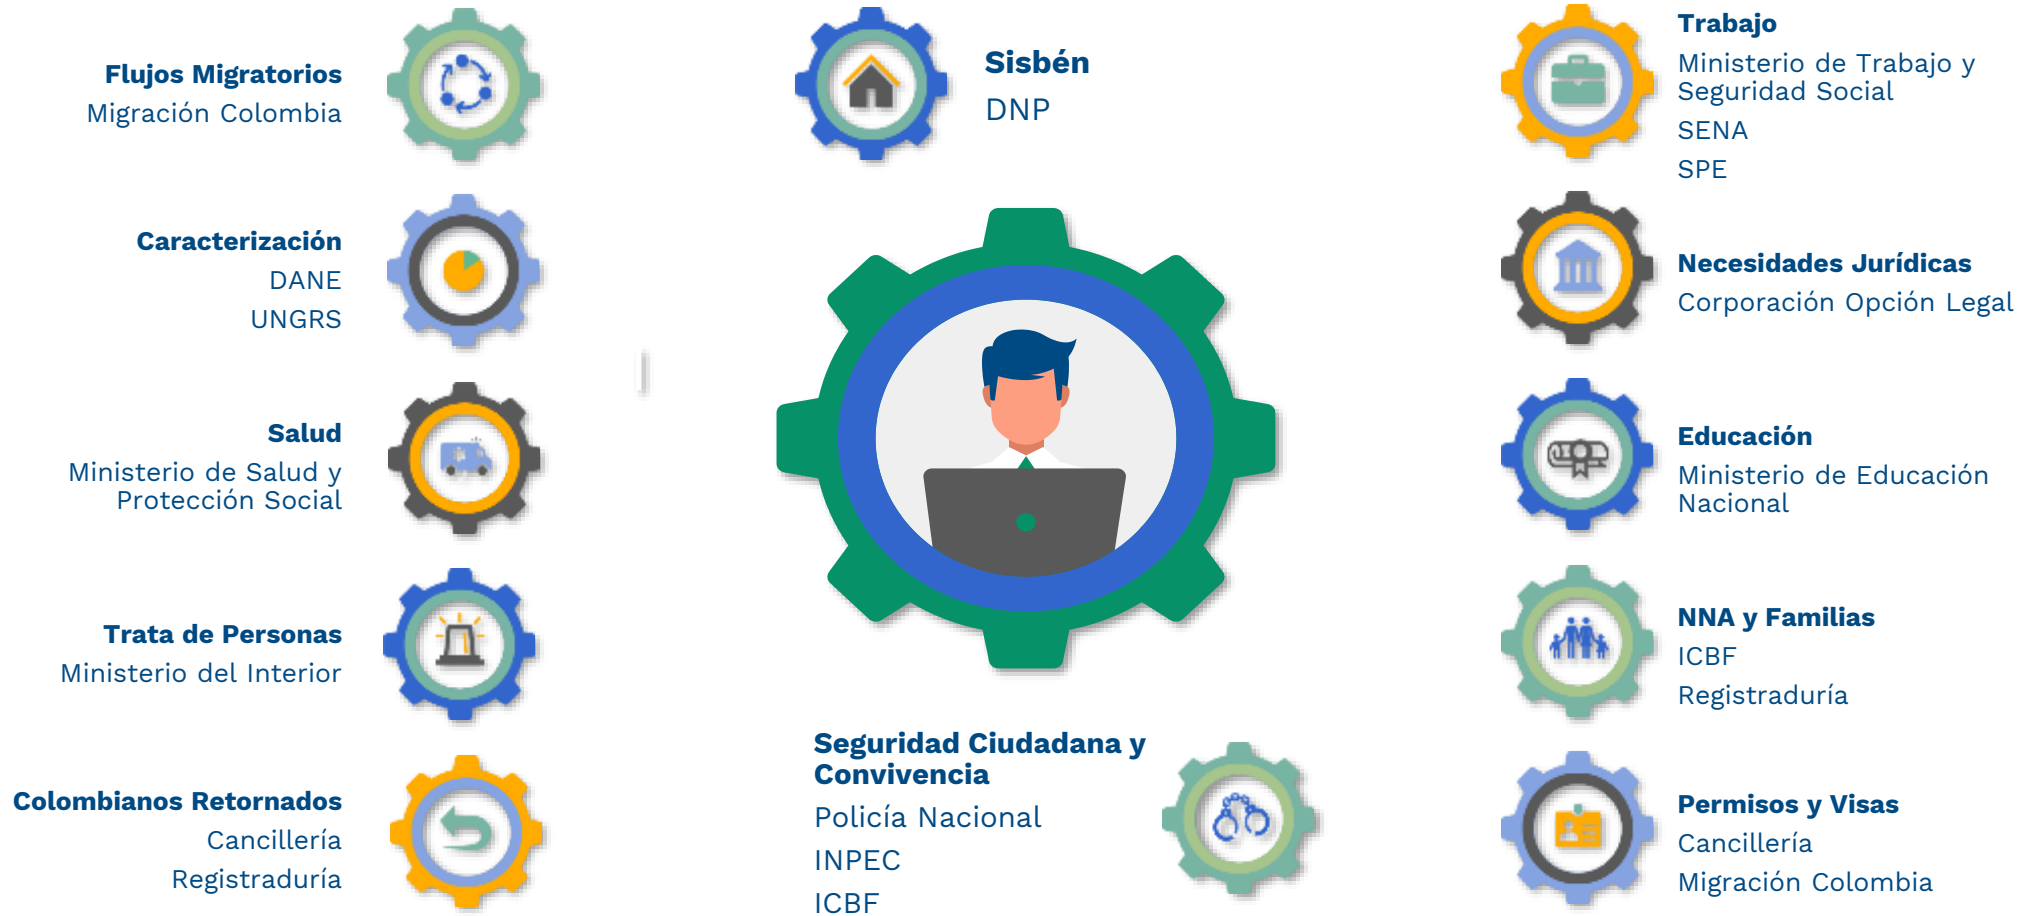 Flujos Migratorios
Migración Colombia
Caracterización
DANE
UNGRS
Salud
Ministerio de Salud y
Protección Social
Trata de Personas
Ministerio del Interior
Colombianos Retornados
Cancillería
Registraduría
Sisbén
DNP
Seguridad Ciudadana y
Convivencia
Policía Nacional
INPEC
ICBF
Trabajo
Ministerio de Trabajo y
Seguridad Social
SENA
SPE
Necesidades Jurídicas
Corporación Opción Legal
Educación
Ministerio de Educación
Nacional
NNA y Familias
ICBF
Registraduría
Permisos y Visas
Cancillería
Migración Colombia